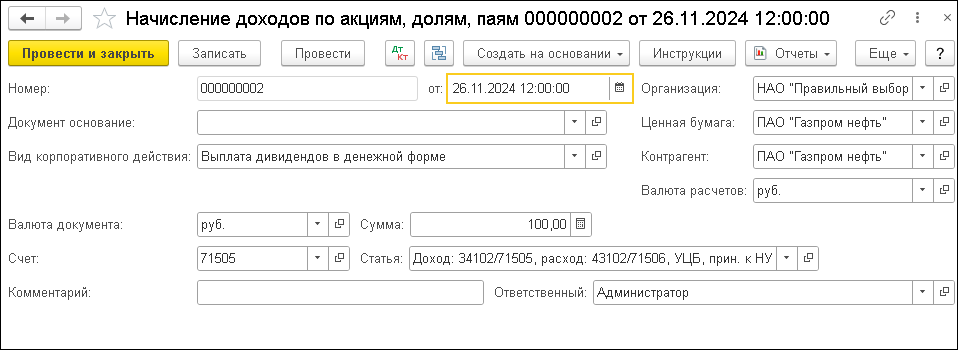 Начисление доходов по акциям, долям, паям 000000002 от 26.11.2024 12:00:00
Провести и закрыть Записать Провести Дт Кт Создать на основании Инструкции Отчеты Еще ?
Номер: 000000002 от: 26.11.2024 12:00:00 Организация: НАО "Правильный выбор
Документ основание: Ценная бумага: ПАО "Газпром нефть"
Вид корпоративного действия: Выплата дивидендов в денежной форме Контрагент: ПАО "Газпром нефть"
Валюта расчетов: руб.
Валюта документа: руб. Сумма: 100,00
Счет: 71505 Статья: Доход: 34102/71505, расход: 43102/71506, УЦБ, прин. к НУ
Комментарий: Ответственный: Администратор